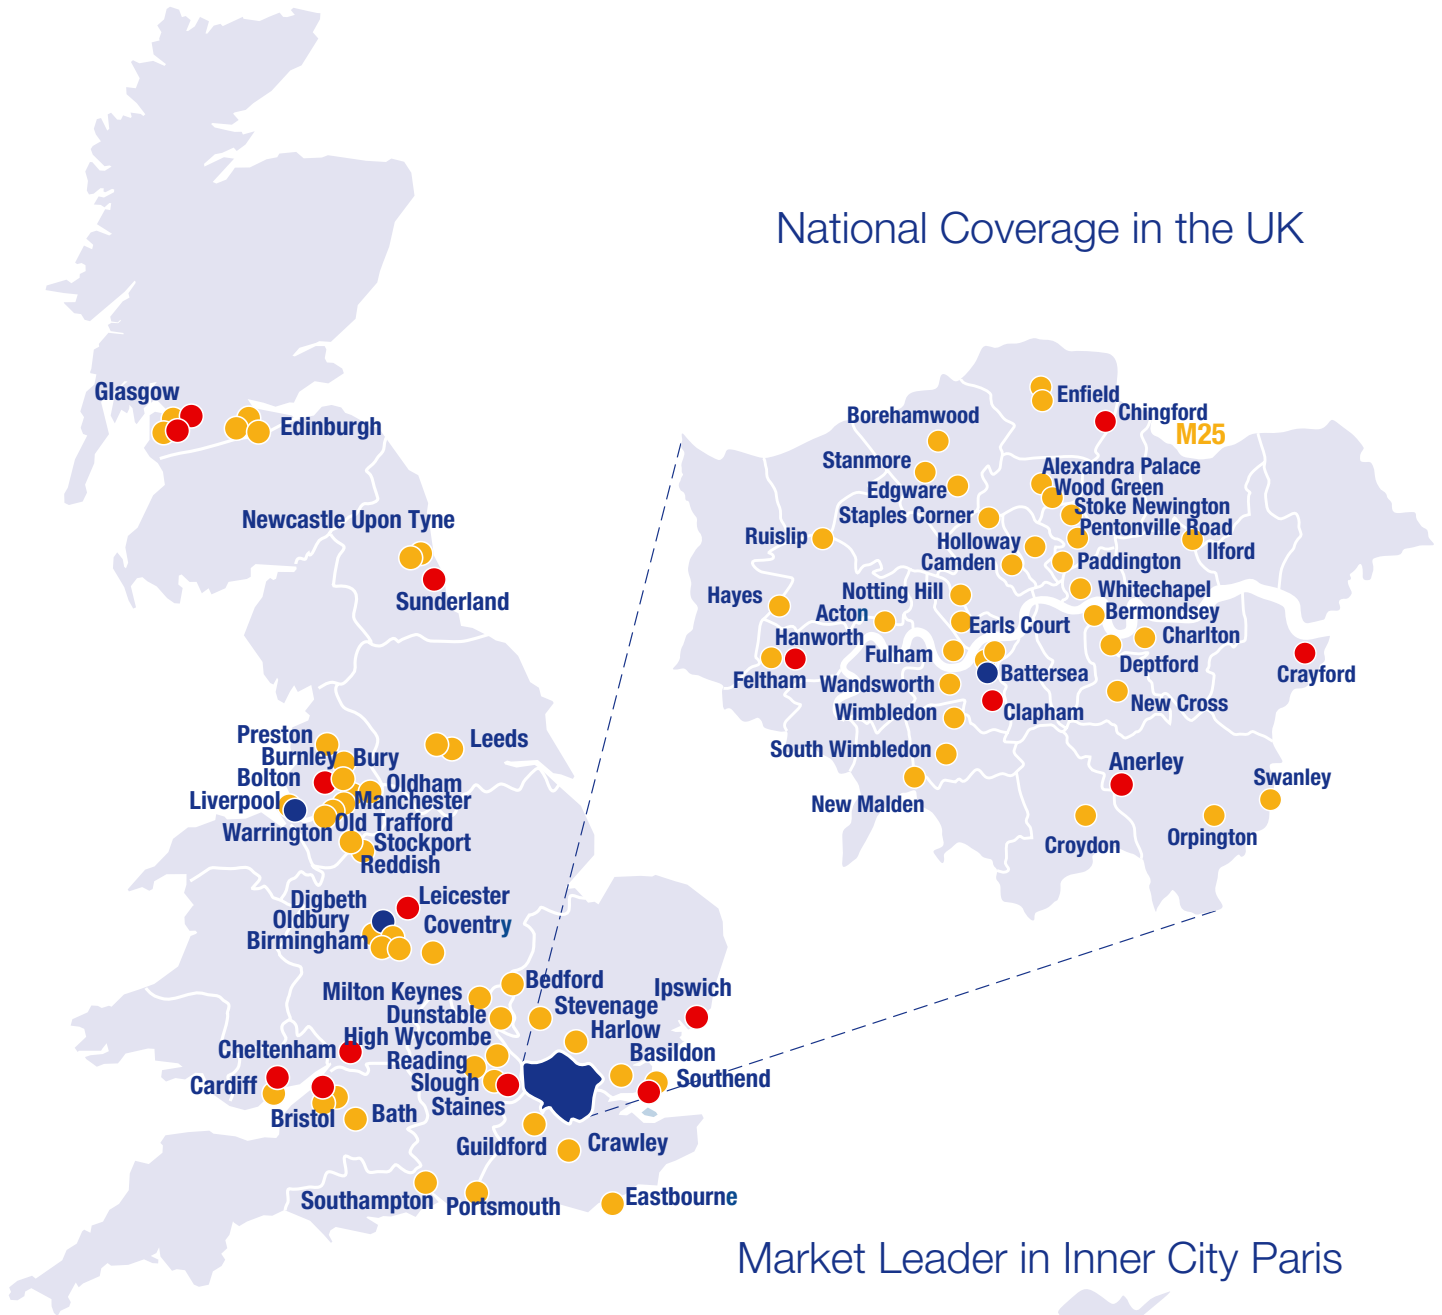 National Coverage in the UK
Glasgow
Edinburgh
Newcastle Upon Tyne
Sunderland
Preston
Burnley
Bury
Leeds
Bolton
Oldham
Liverpool
Manchester
Warrington
Old Trafford
Stockport
Reddish
Digbeth
Leicester
Oldbury
Coventry
Birmingham
Milton Keynes
Bedford
Ipswich
Dunstable
Stevenage
High Wycombe
Harlow
Cheltenham
Reading
Basildon
Cardiff
Slough
Southend
Staines
Bristol
Bath
Guildford
Crawley
Southampton
Portsmouth
Eastbourne
Enfield
Borehamwood
Chingford
M25
Stanmore
Alexandra Palace
Edgware
Wood Green
Staples Corner
Stoke Newington
Pentonville Road
Ruislip
Holloway
Ilford
Camden
Paddington
Hayes
Notting Hill
Whitechapel
Acton
Bermondsey
Earls Court
Hanworth
Charlton
Fulham
Deptford
Feltham
Battersea
Crayford
Wandsworth
New Cross
Wimbledon
Clapham
South Wimbledon
Anerley
Swanley
New Malden
Croydon
Orpington
Market Leader in Inner City Paris